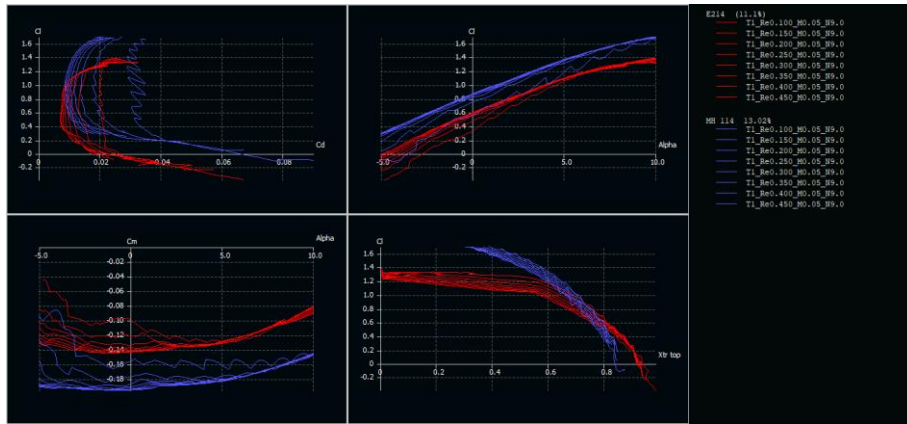 Cl
1.6
1.4
1.2
1.0
0.8
0.6
0.4
0.2
0
-0.2
0
0.02
0.04
0.06
0.08
Cd
Cl
1.6
1.4
1.2
1.0
0.8
0.6
0.4
0.2
-0.2
-5.0
0
5.0
10.0
Alpha
E214 (11.1%)
T1_Re0.100_M0.05_N9.0
T1_Re0.150_M0.05_N9.0
T1_Re0.200_M0.05_N9.0
T1_Re0.250_M0.05_N9.0
T1_Re0.300_M0.05_N9.0
T1_Re0.350_M0.05_N9.0
T1_Re0.400_M0.05_N9.0
T1_Re0.450_M0.05_N9.0
MH 114 13.02%
T1_Re0.100_M0.05_N9.0
T1_Re0.150_M0.05_N9.0
T1_Re0.200_M0.05_N9.0
T1_Re0.250_M0.05_N9.0
T1_Re0.300_M0.05_N9.0
T1_Re0.350_M0.05_N9.0
T1_Re0.400_M0.05_N9.0
T1_Re0.450_M0.05_N9.0
Cm
Alpha
-5.0
0.0
5.0
10.0
-0.02
-0.04
-0.06
-0.08
-0.10
-0.12
-0.14
-0.16
-0.18
Cl
1.6
1.4
1.2
1.0
0.8
0.6
0.4
0.2
0
-0.2
0.2
0.4
0.6
0.8
Xtr top